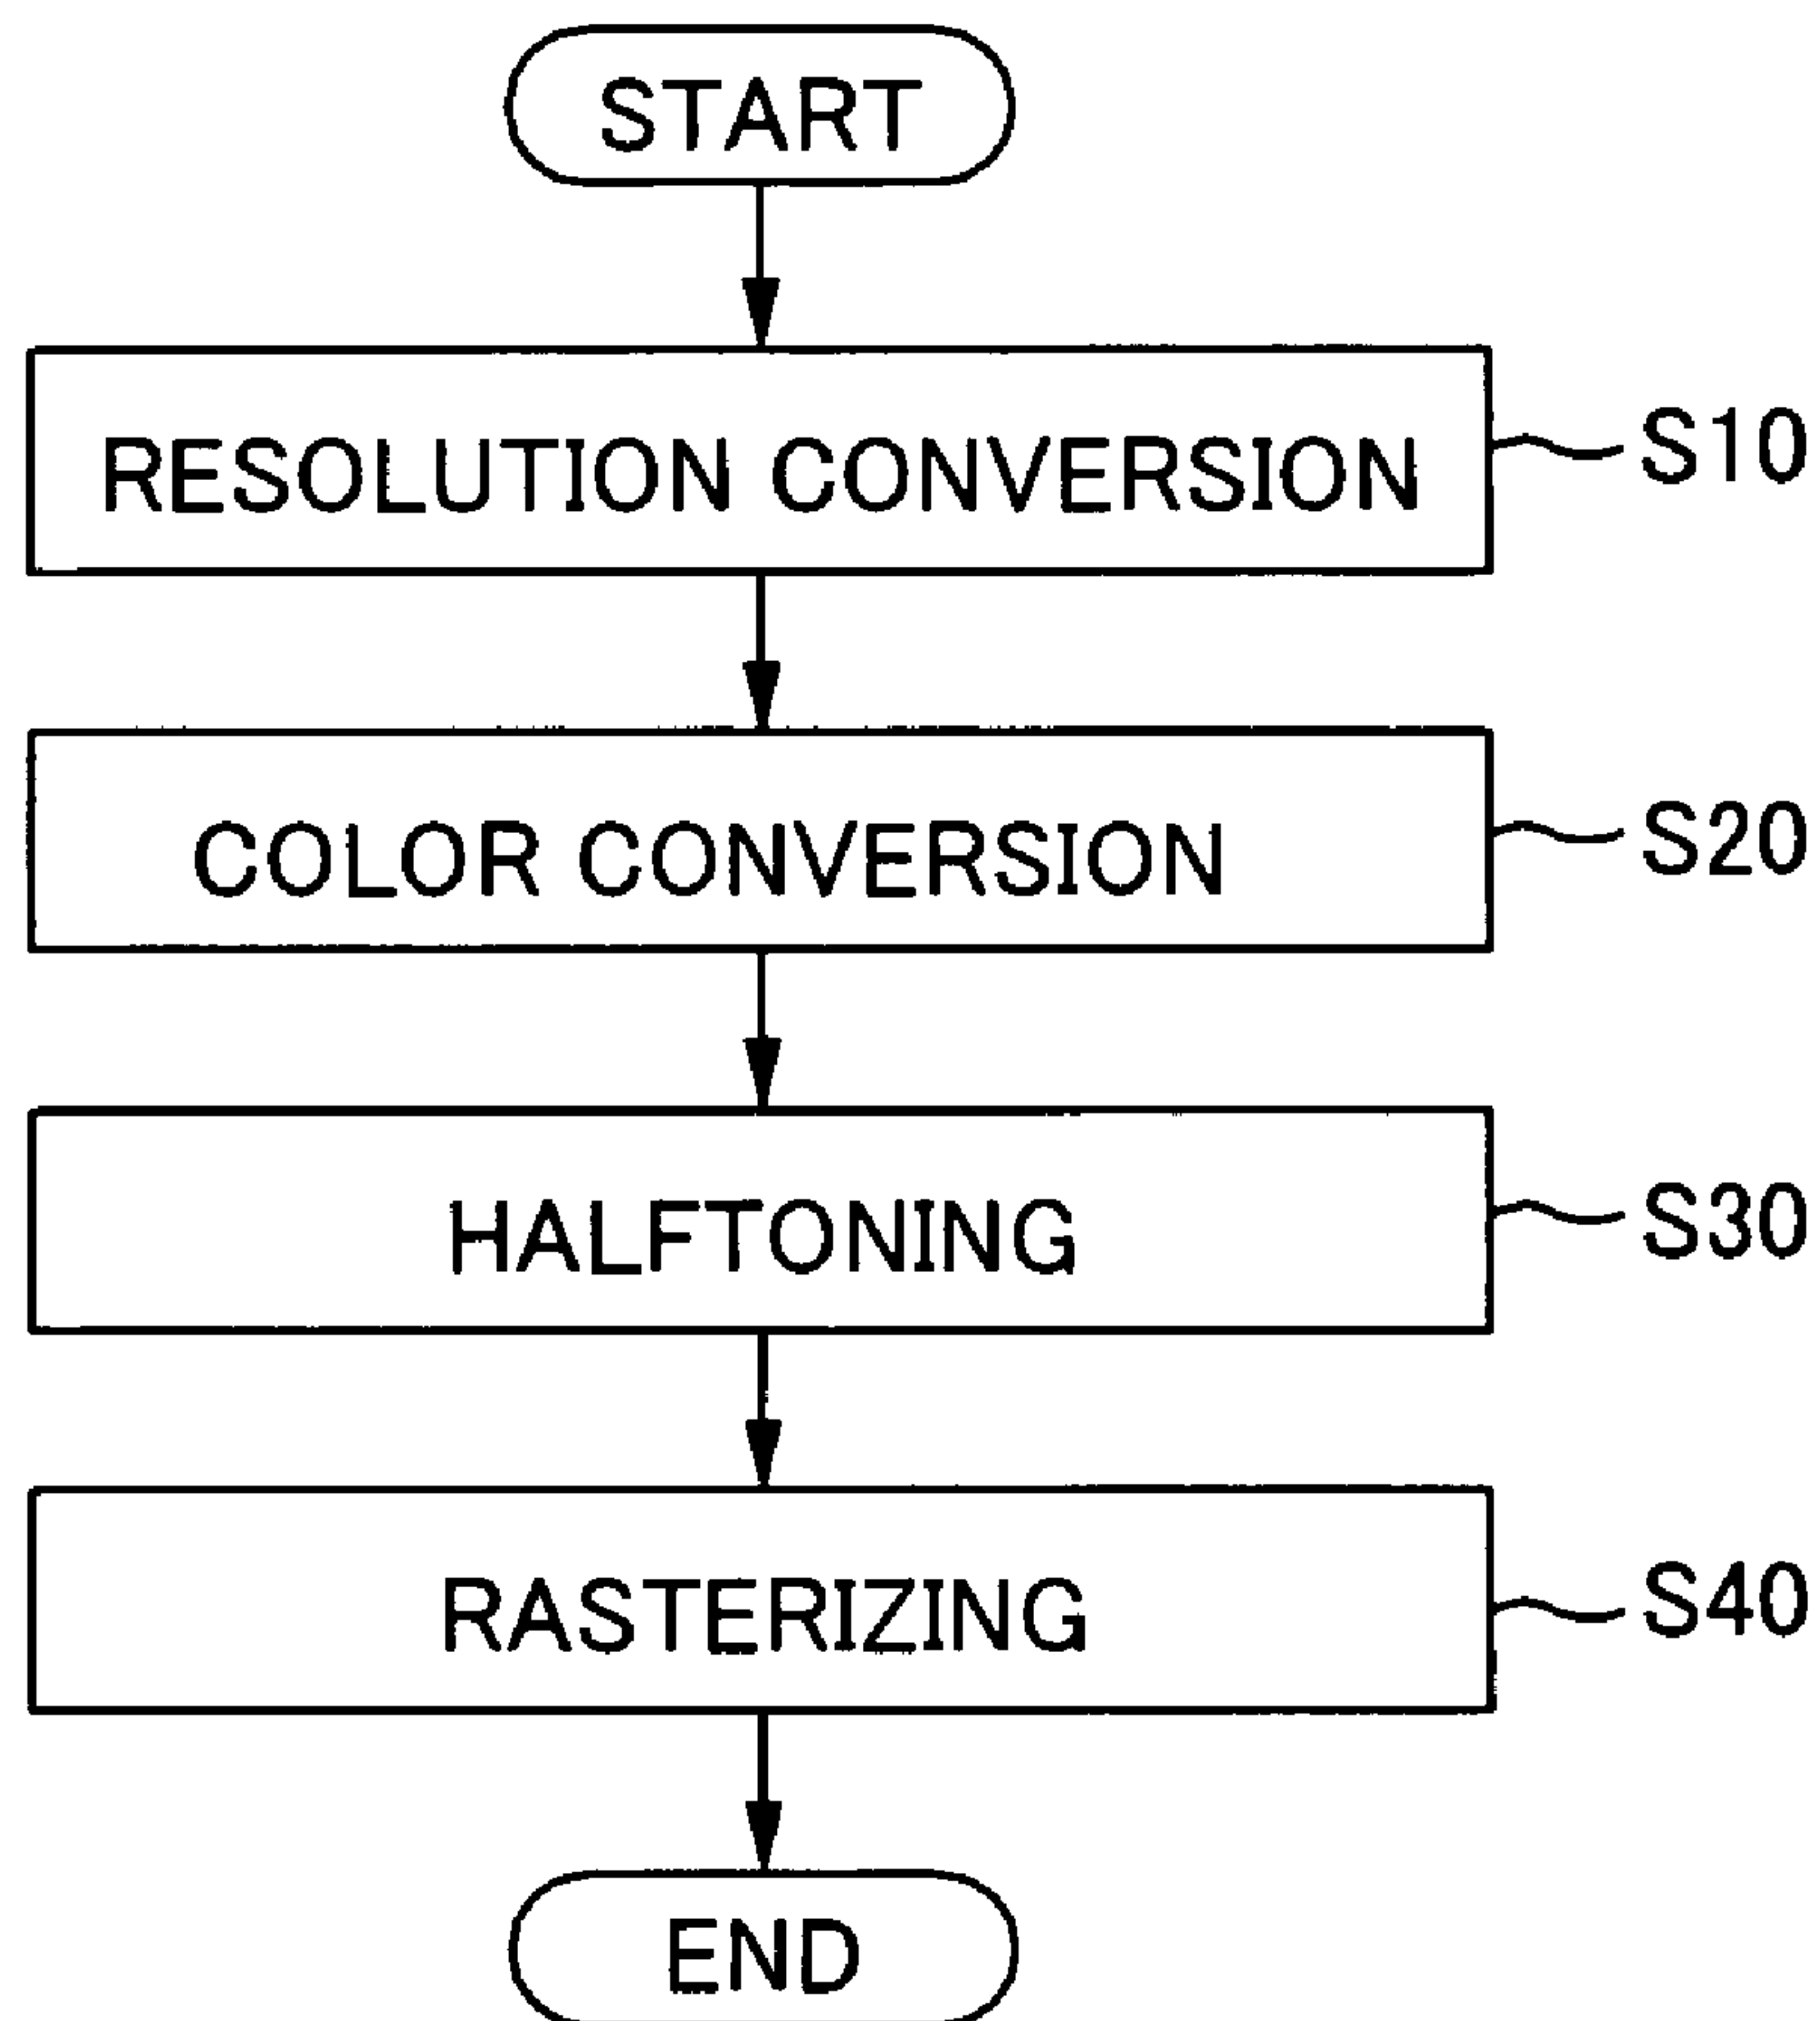 START
RESOLUTION CONVERSION S10
COLOR CONVERSION S20
HALFTONING S30
RASTERIZING S40
END